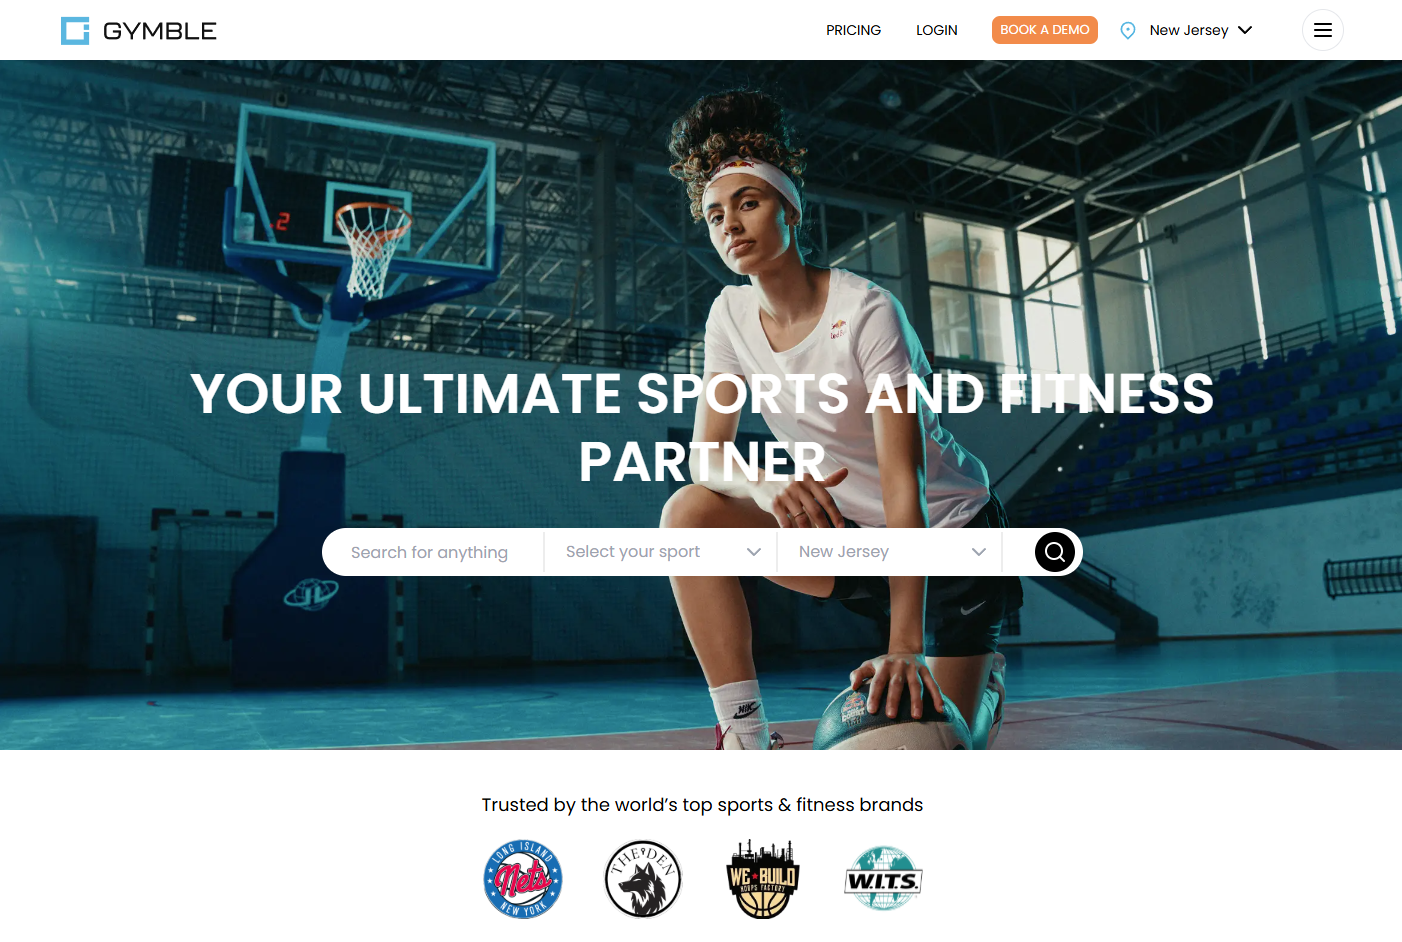 GYMBLE
PRICING
LOGIN
BOOK A DEMO
New Jersey
2
YOUR ULTIMATE SPORTS AND FITNESS
PARTNER
Search for anything
Select your sport
New Jersey
NIKE
Trusted by the world's top sports & fitness brands
LONG ISLAND
Nets
NEW YORK
THE DEN
WE BUILD
HOOPS FACTORY
W.I.T.S.